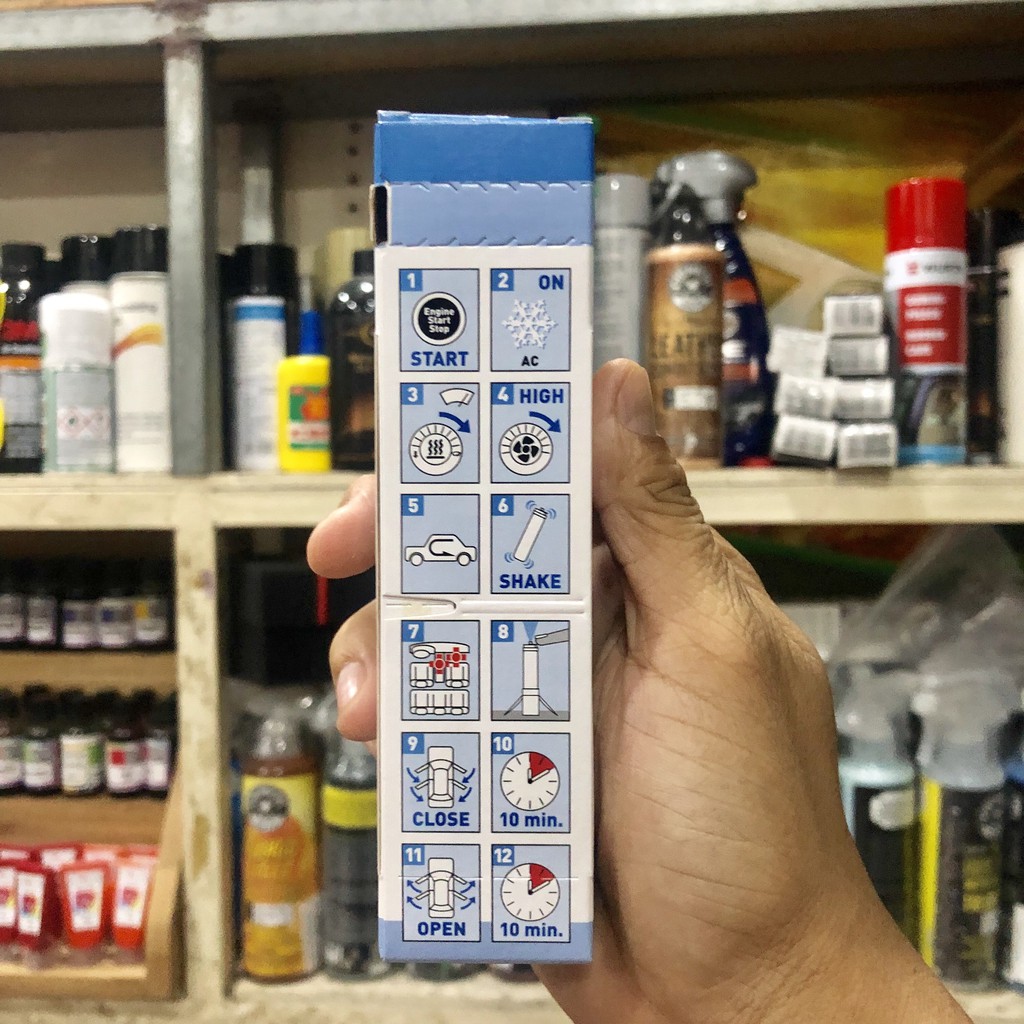 1
Engine
Start
Stop
START
2 ON
AC
3
4 HIGH
5
6
SHAKE
7
8
9
CLOSE
10
10 min.
11
OPEN
12
10 min.
WÜRTH